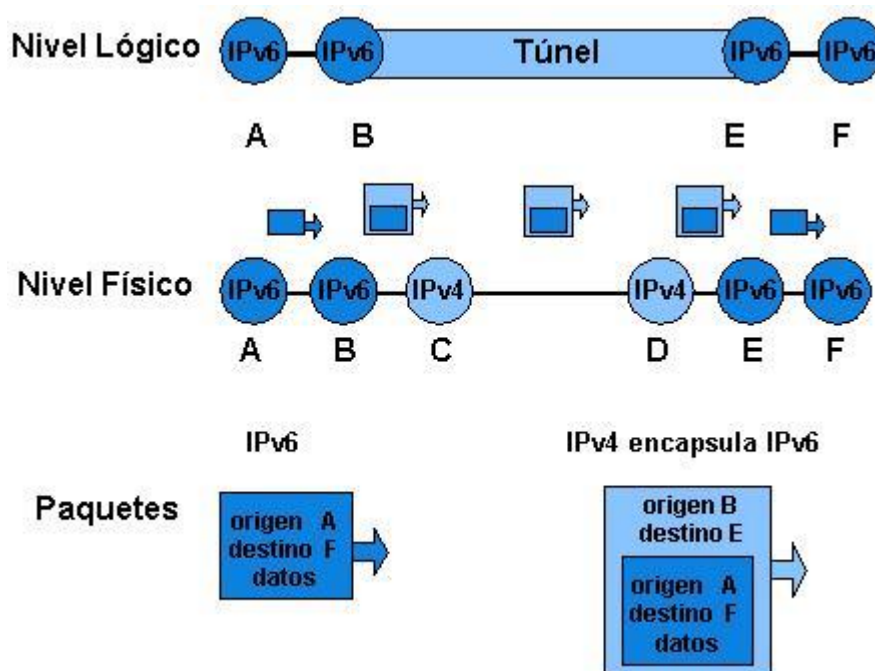 Nivel Lógico IPv6 IPv6 Túnel IPv6 IPv6
A B E F
Nivel Físico IPv6 IPv6 IPv4 IPv4 IPv6 IPv6
A B C D E F
IPv6 IPv4 encapsula IPv6
Paquetes
origen A
destino F
datos
origen B
destino E
origen A
destino F
datos